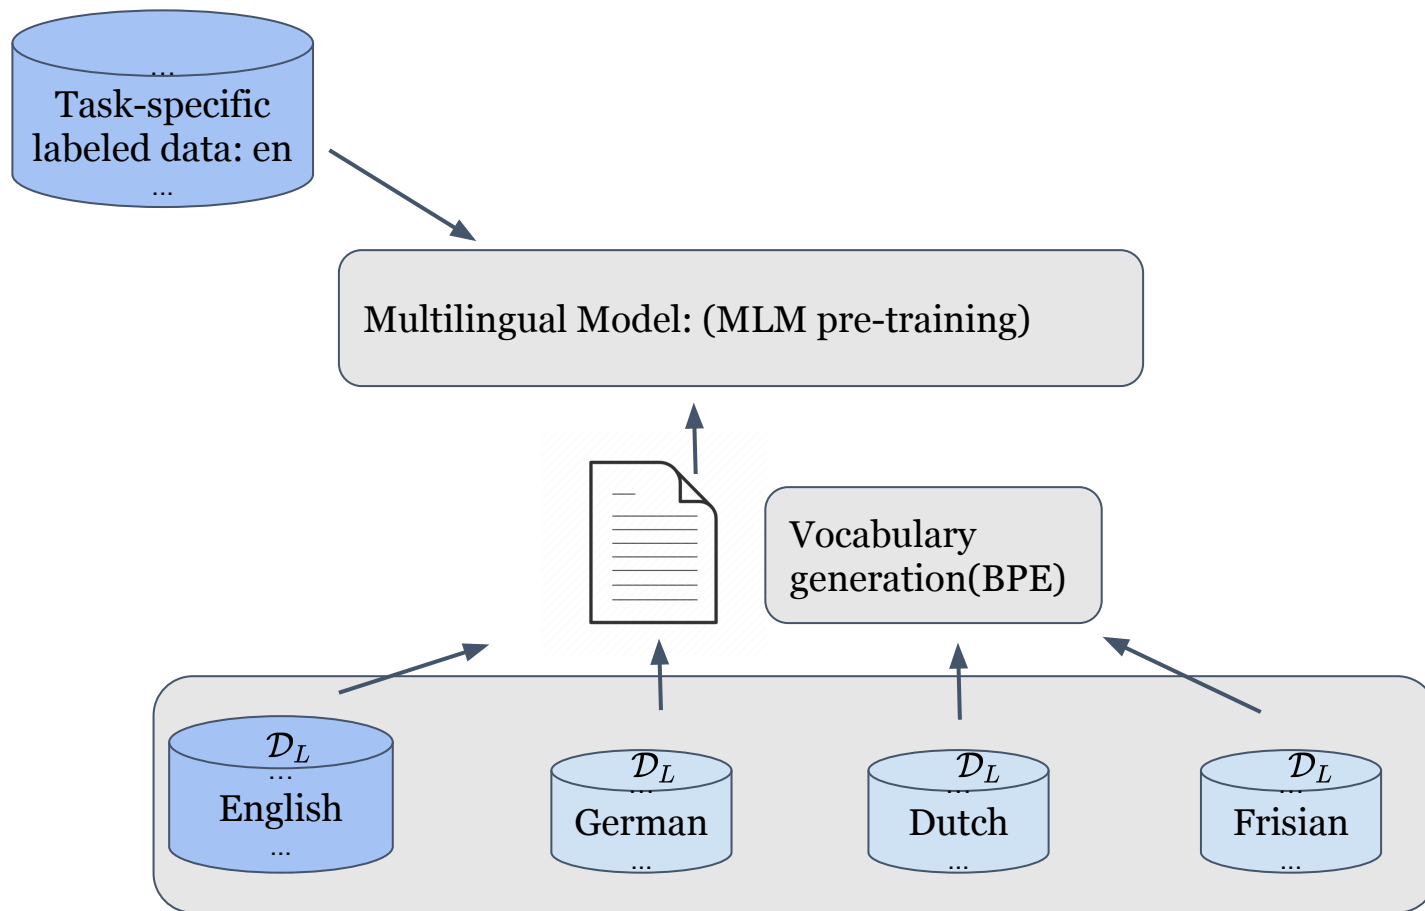 ...
Task-specific
labeled data: en
...
Multilingual Model: (MLM pre-training)
Vocabulary
generation(BPE)
𝒟_L
...
English
...
𝒟_L
...
German
...
𝒟_L
...
Dutch
...
𝒟_L
...
Frisian
...